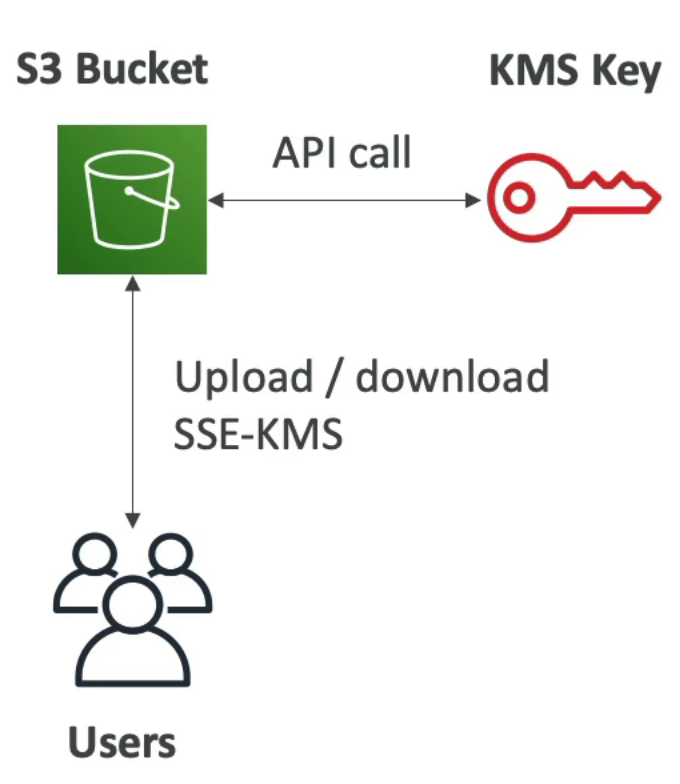 S3 Bucket
KMS Key
API call
Upload / download
SSE-KMS
Users